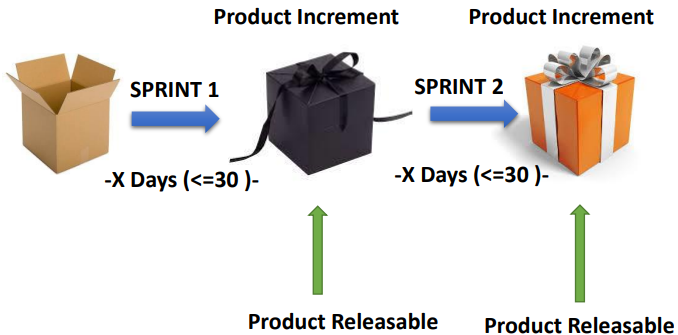 Product Increment
Product Increment
SPRINT 1
SPRINT 2
-X Days (<=30 )-
-X Days (<=30 )-
Product Releasable
Product Releasable